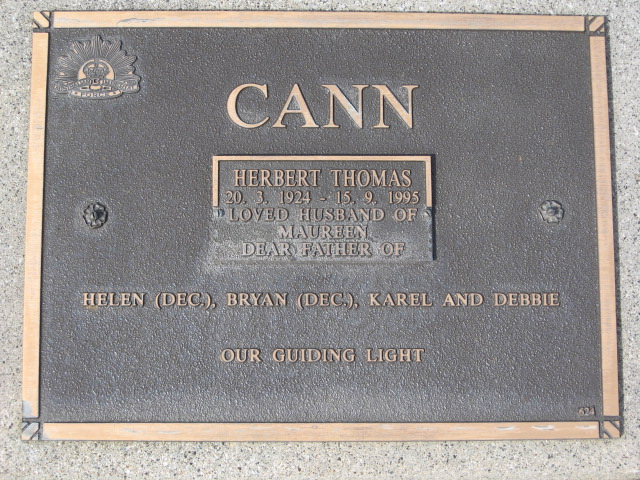 CANN
HERBERT THOMAS
20. 3. 1924 - 15. 9. 1995
LOVED HUSBAND OF
MAUREEN.
DEAR FATHER OF
HELEN (DEC.), BRYAN (DEC.), KAREL AND DEBBIE
OUR GUIDING LIGHT
624